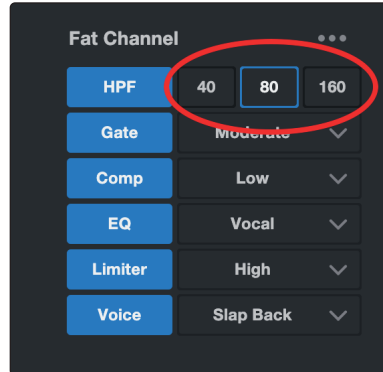 Fat Channel
HPF 40 80 160
Gate Moderate
Comp Low
EQ Vocal
Limiter High
Voice Slap Back